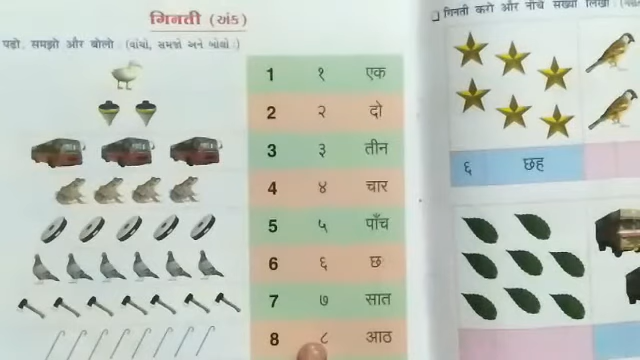 गिनती (अंक)
पढ़ो, समझो और बोलो : (વાંચો, સમજો અને બોલો :)
1 १ एक
2 २ दो
3 ३ तीन
4 ४ चार
5 ५ पाँच
6 ६ छ
7 ७ सात
8 ८ आठ
गिनती करो और नीचे संख्या लिखो :
६ छह